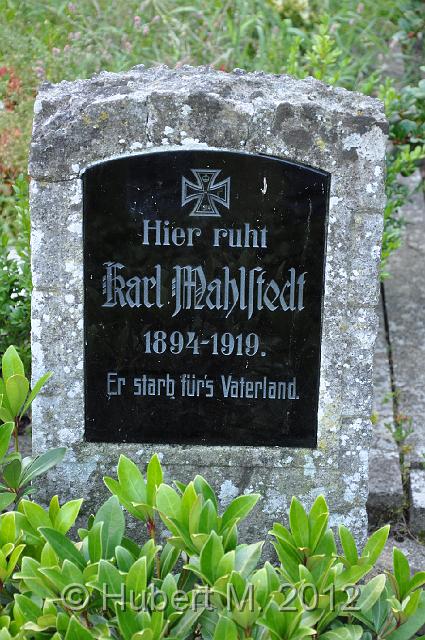 Hier ruht
Karl Mahlstedt
1894-1919.
Er starb für's Vaterland.
© Hubert M. 2012